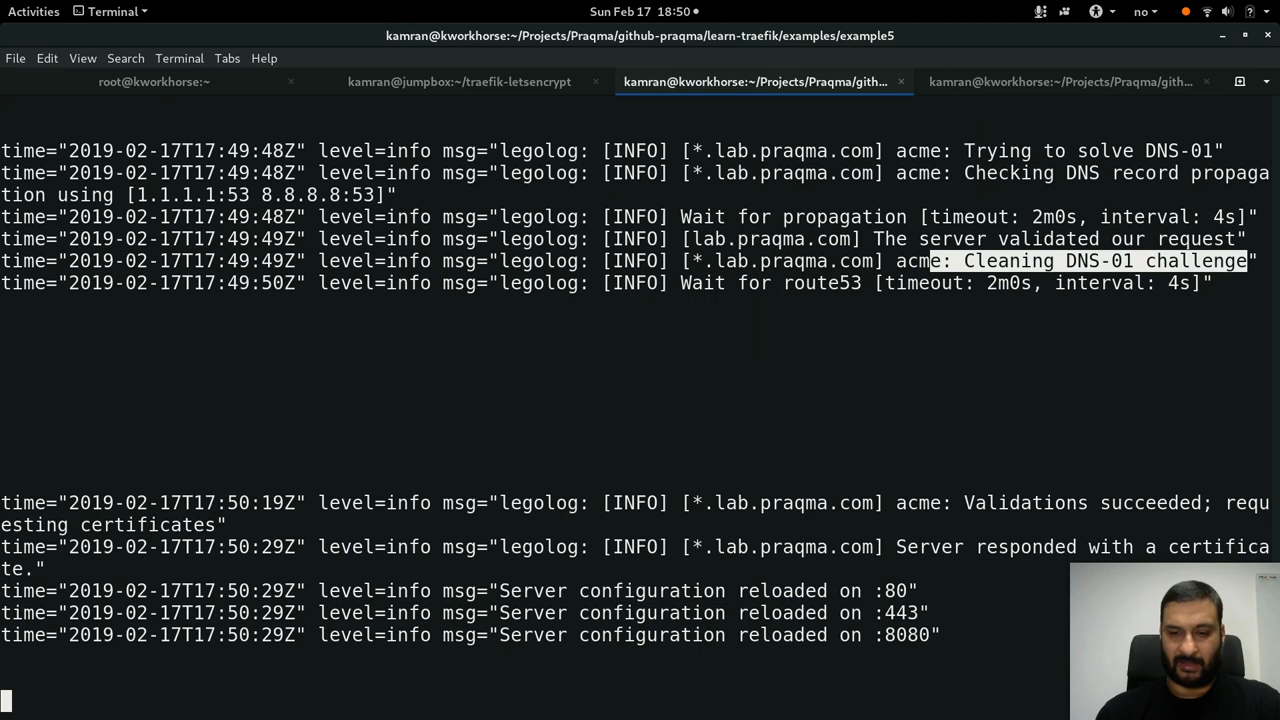 Activities Terminal Sun Feb 17 18:50 no
kamran@kworkhorse:~/Projects/Praqma/github-praqma/learn-traefik/examples/example5
File Edit View Search Terminal Tabs Help
root@kworkhorse:~ kamran@jumpbox:~/traefik-letsencrypt kamran@kworkhorse:~/Projects/Praqma/gith... kamran@kworkhorse:~/Projects/Praqma/gith...
time="2019-02-17T17:49:48Z" level=info msg="legolog: [INFO] [*.lab.praqma.com] acme: Trying to solve DNS-01"
time="2019-02-17T17:49:48Z" level=info msg="legolog: [INFO] [*.lab.praqma.com] acme: Checking DNS record propaga
tion using [1.1.1.1:53 8.8.8.8:53]"
time="2019-02-17T17:49:48Z" level=info msg="legolog: [INFO] Wait for propagation [timeout: 2m0s, interval: 4s]"
time="2019-02-17T17:49:49Z" level=info msg="legolog: [INFO] [lab.praqma.com] The server validated our request"
time="2019-02-17T17:49:49Z" level=info msg="legolog: [INFO] [*.lab.praqma.com] acme: Cleaning DNS-01 challenge"
time="2019-02-17T17:49:50Z" level=info msg="legolog: [INFO] Wait for route53 [timeout: 2m0s, interval: 4s]"
time="2019-02-17T17:50:19Z" level=info msg="legolog: [INFO] [*.lab.praqma.com] acme: Validations succeeded; requ
esting certificates"
time="2019-02-17T17:50:29Z" level=info msg="legolog: [INFO] [*.lab.praqma.com] Server responded with a certifica
te."
time="2019-02-17T17:50:29Z" level=info msg="Server configuration reloaded on :80"
time="2019-02-17T17:50:29Z" level=info msg="Server configuration reloaded on :443"
time="2019-02-17T17:50:29Z" level=info msg="Server configuration reloaded on :8080"